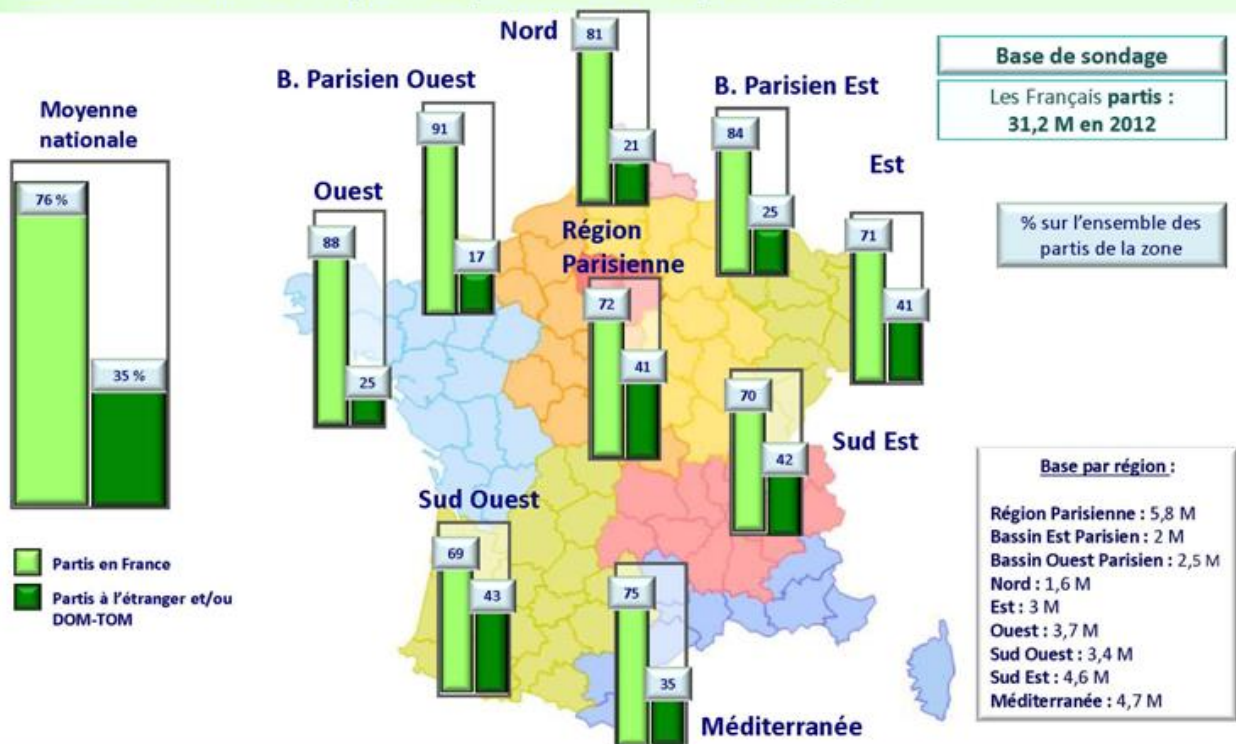 Nord
81
21
B. Parisien Ouest
91
17
B. Parisien Est
84
25
Base de sondage
Les Français partis :
31,2 M en 2012
Moyenne
nationale
76 %
35 %
Ouest
88
25
Région
Parisienne
72
41
Est
71
41
% sur l'ensemble des
partis de la zone
Sud Est
70
42
Sud Ouest
69
43
Méditerranée
75
35
Partis en France
Partis à l'étranger et/ou
DOM-TOM
Base par région :
Région Parisienne : 5,8 M
Bassin Est Parisien : 2 M
Bassin Ouest Parisien : 2,5 M
Nord : 1,6 M
Est : 3 M
Ouest : 3,7 M
Sud Ouest : 3,4 M
Sud Est : 4,6 M
Méditerranée : 4,7 M